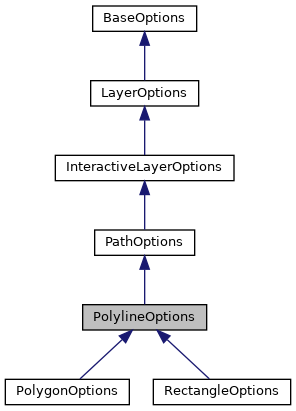 BaseOptions
LayerOptions
InteractiveLayerOptions
PathOptions
PolylineOptions
PolygonOptions
RectangleOptions